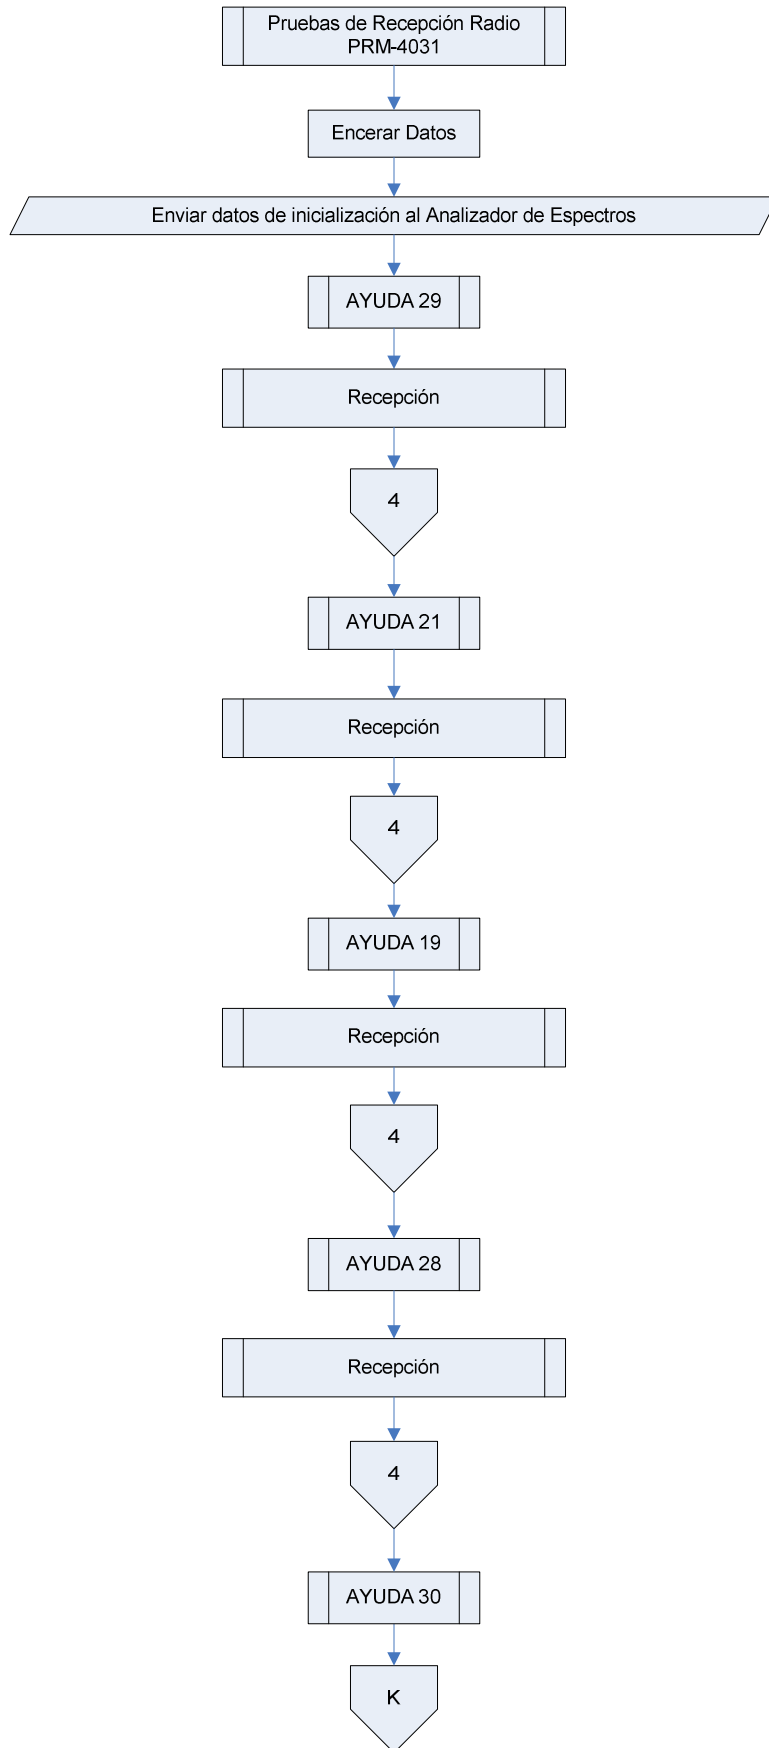 Pruebas de Recepción Radio
PRM-4031
Encerar Datos
Enviar datos de inicialización al Analizador de Espectros
AYUDA 29
Recepción
4
AYUDA 21
Recepción
4
AYUDA 19
Recepción
4
AYUDA 28
Recepción
4
AYUDA 30
K